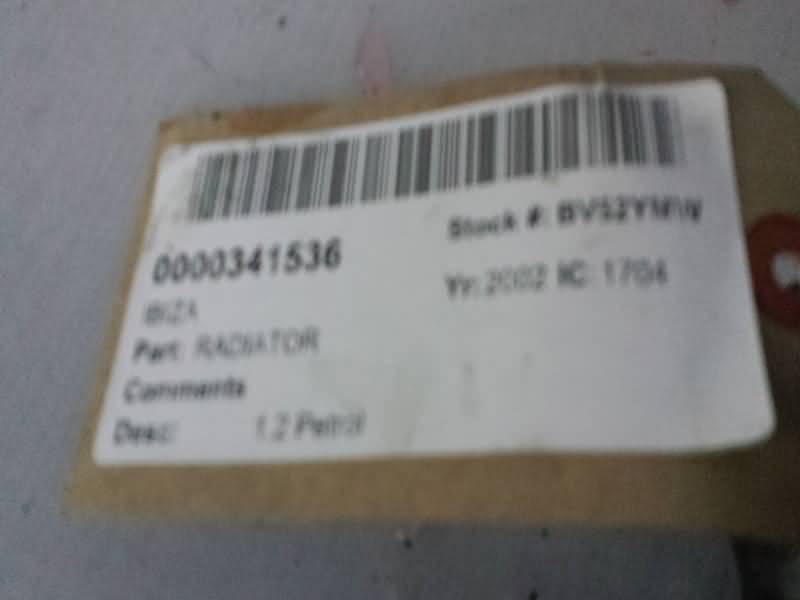 0000341536
Stock #: BV52YMW
IBIZA
Yr: 2002 IC: 1704
Part: RADIATOR
Comments
Desc: 1.2 Petrol